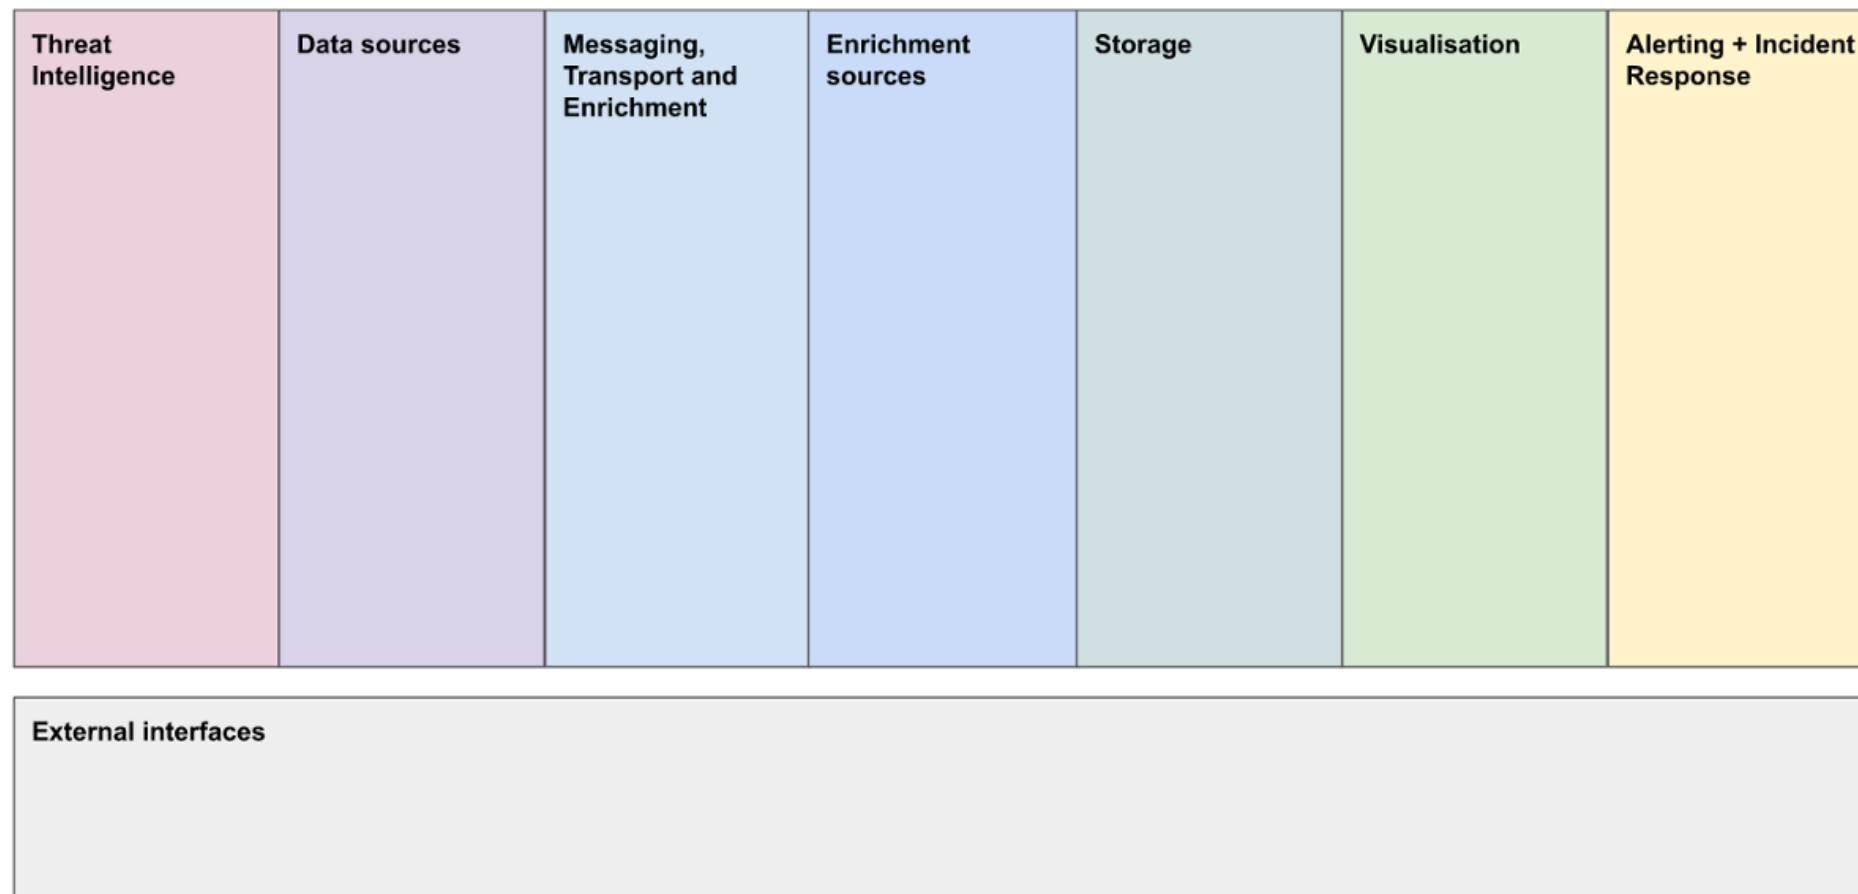 Threat
Intelligence
Data sources
Messaging,
Transport and
Enrichment
Enrichment
sources
Storage
Visualisation
Alerting + Incident
Response
External interfaces